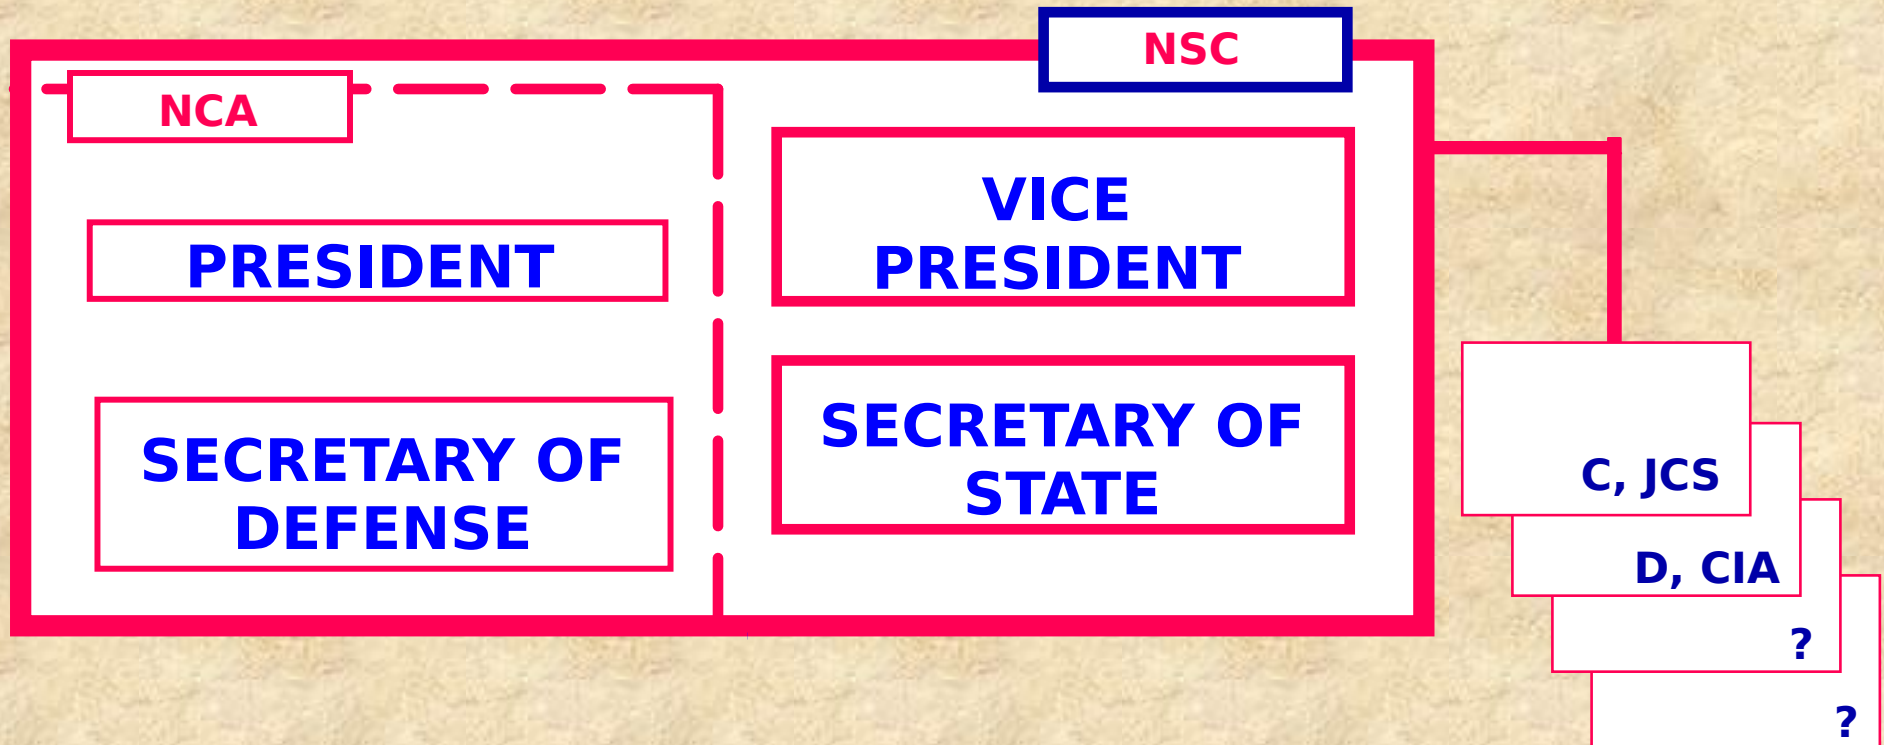 NSC
NCA
PRESIDENT
SECRETARY OF
DEFENSE
VICE
PRESIDENT
SECRETARY OF
STATE
C, JCS
D, CIA
?
?